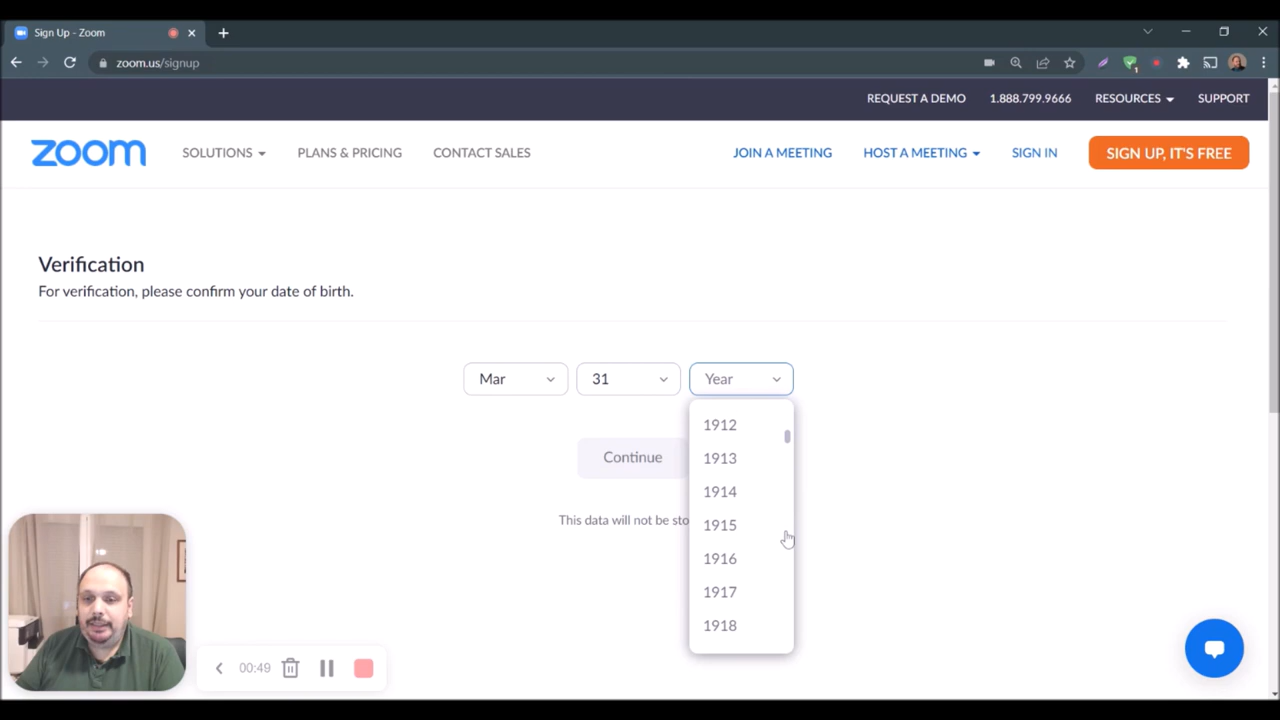 Sign Up - Zoom
zoom.us/signup
1
REQUEST A DEMO 1.888.799.9666 RESOURCES SUPPORT
zoom SOLUTIONS PLANS & PRICING CONTACT SALES JOIN A MEETING HOST A MEETING SIGN IN SIGN UP, IT'S FREE
Verification
For verification, please confirm your date of birth.
Mar 31 Year
1912
1913
Continue
1914
1915
This data will not be sto
1916
1917
1918
00:49